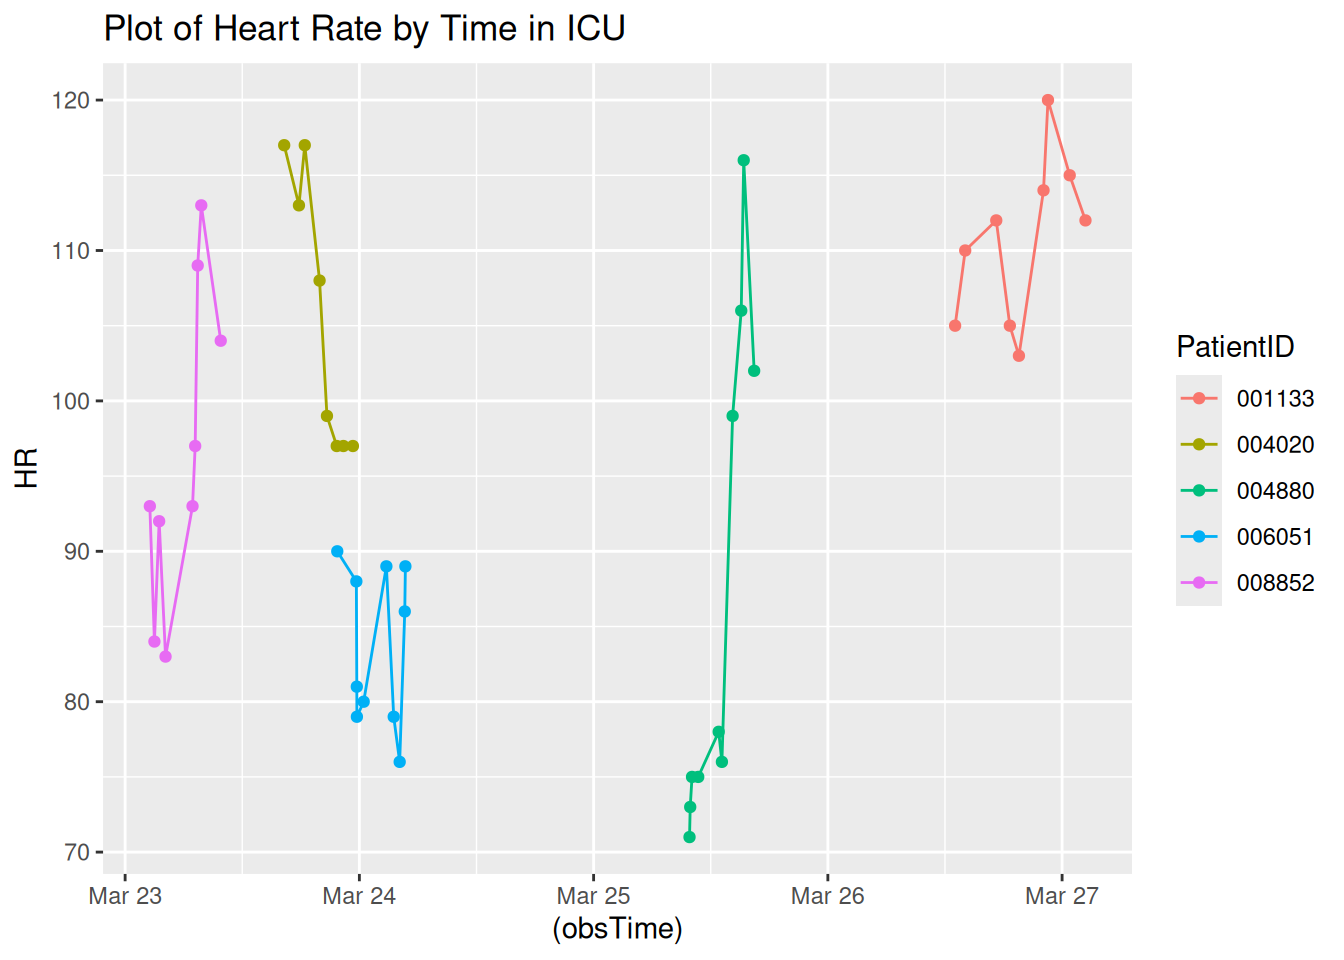 Plot of Heart Rate by Time in ICU
120
110
100
90
80
70
HR
Mar 23
Mar 24
Mar 25
Mar 26
Mar 27
(obsTime)
PatientID
001133
004020
004880
006051
008852